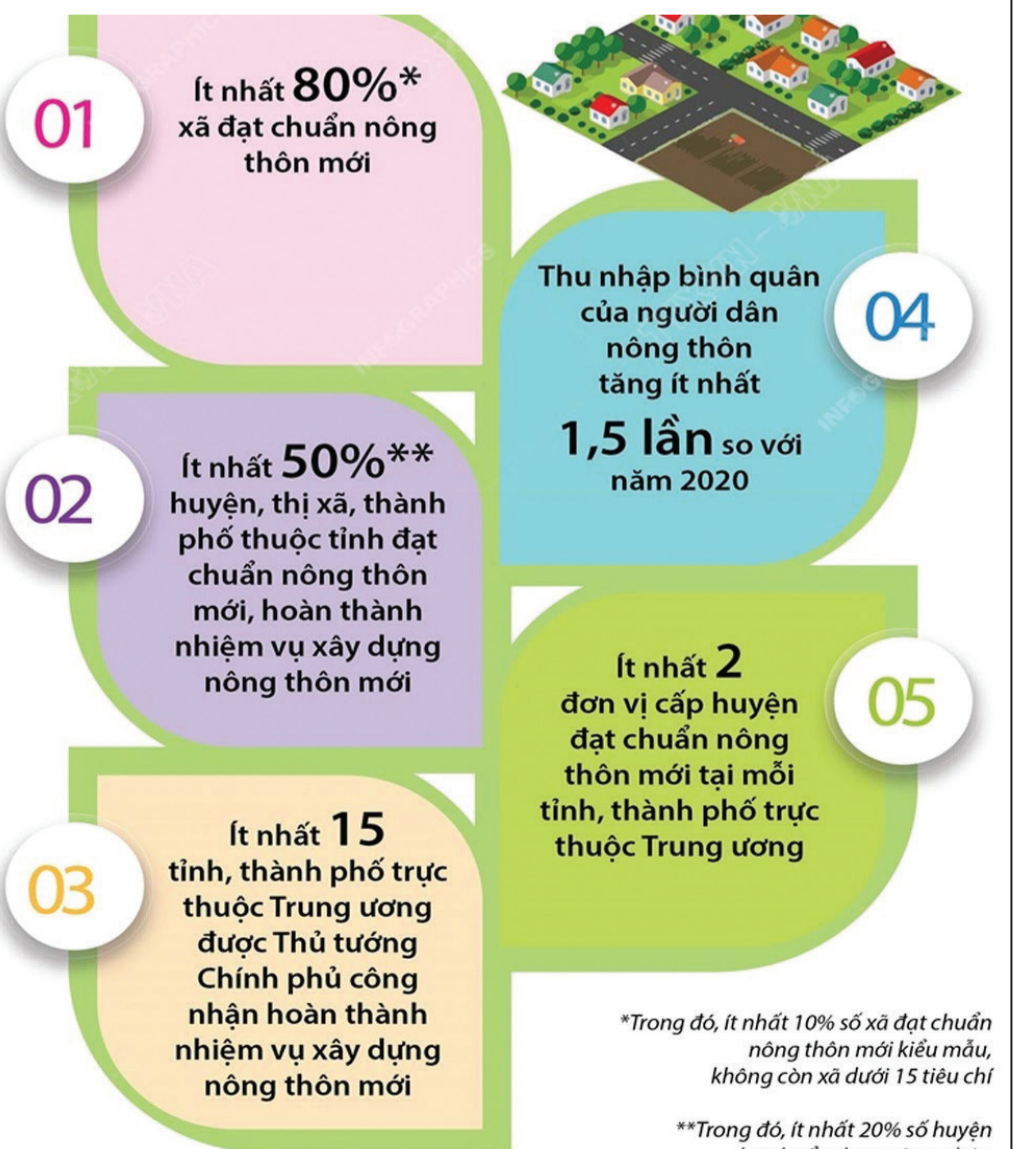 01
Ít nhất 80%*
xã đạt chuẩn nông
thôn mới
02
Ít nhất 50%**
huyện, thị xã, thành
phố thuộc tỉnh đạt
chuẩn nông thôn
mới, hoàn thành
nhiệm vụ xây dựng
nông thôn mới
03
Ít nhất 15
tỉnh, thành phố trực
thuộc Trung ương
được Thủ tướng
Chính phủ công
nhận hoàn thành
nhiệm vụ xây dựng
nông thôn mới
04
Thu nhập bình quân
của người dân
nông thôn
tăng ít nhất
1,5 lần so với
năm 2020
05
Ít nhất 2
đơn vị cấp huyện
đạt chuẩn nông
thôn mới tại mỗi
tỉnh, thành phố trực
thuộc Trung ương
*Trong đó, ít nhất 10% số xã đạt chuẩn
nông thôn mới kiểu mẫu,
không còn xã dưới 15 tiêu chí
**Trong đó, ít nhất 20% số huyện